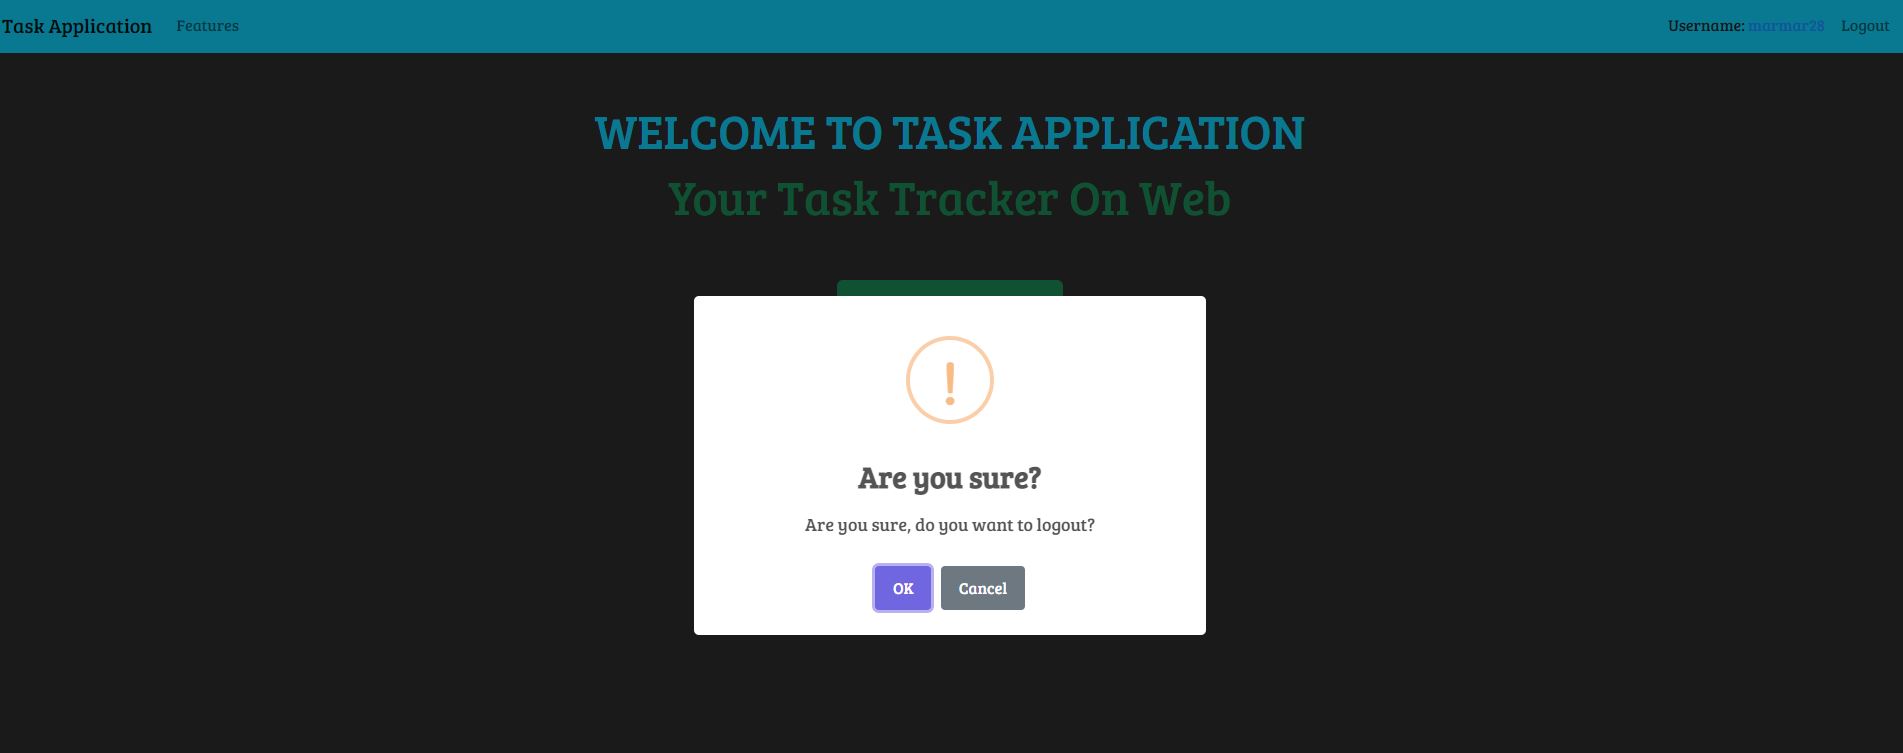 Task Application Features Username: marmar28 Logout
WELCOME TO TASK APPLICATION
Your Task Tracker On Web
!
Are you sure?
Are you sure, do you want to logout?
OK Cancel